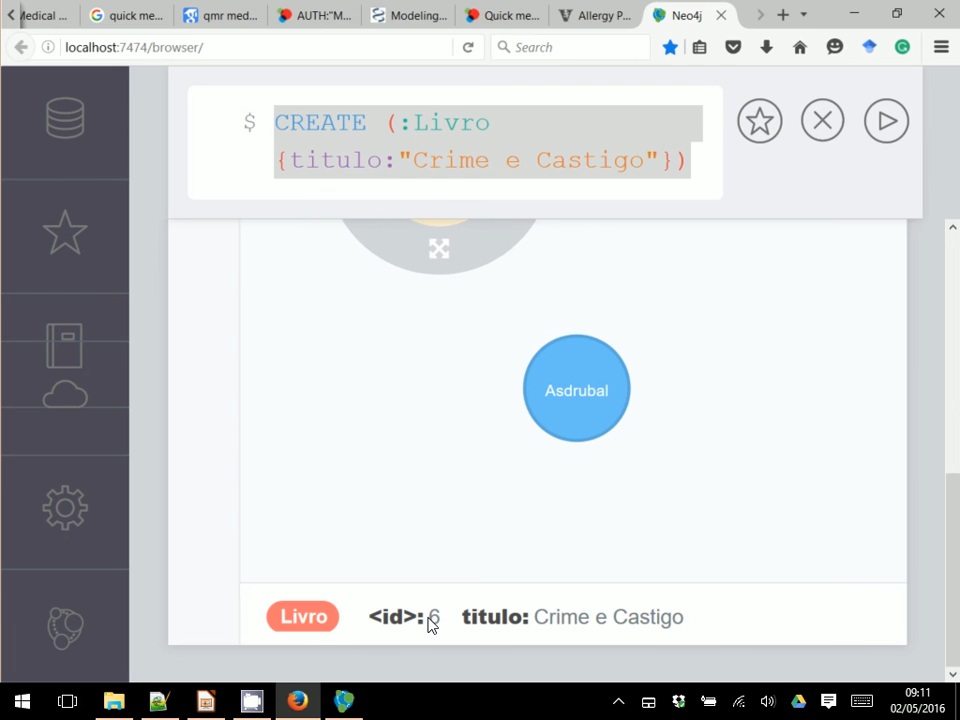 Medical ...
quick me...
qmr med...
AUTH:"M...
Modeling...
Quick me...
Allergy P...
Neo4j
localhost:7474/browser/
Search
$ CREATE (:Livro
{titulo:"Crime e Castigo"})
Asdrubal
Livro <id>: 6 titulo: Crime e Castigo
09:11
02/05/2016